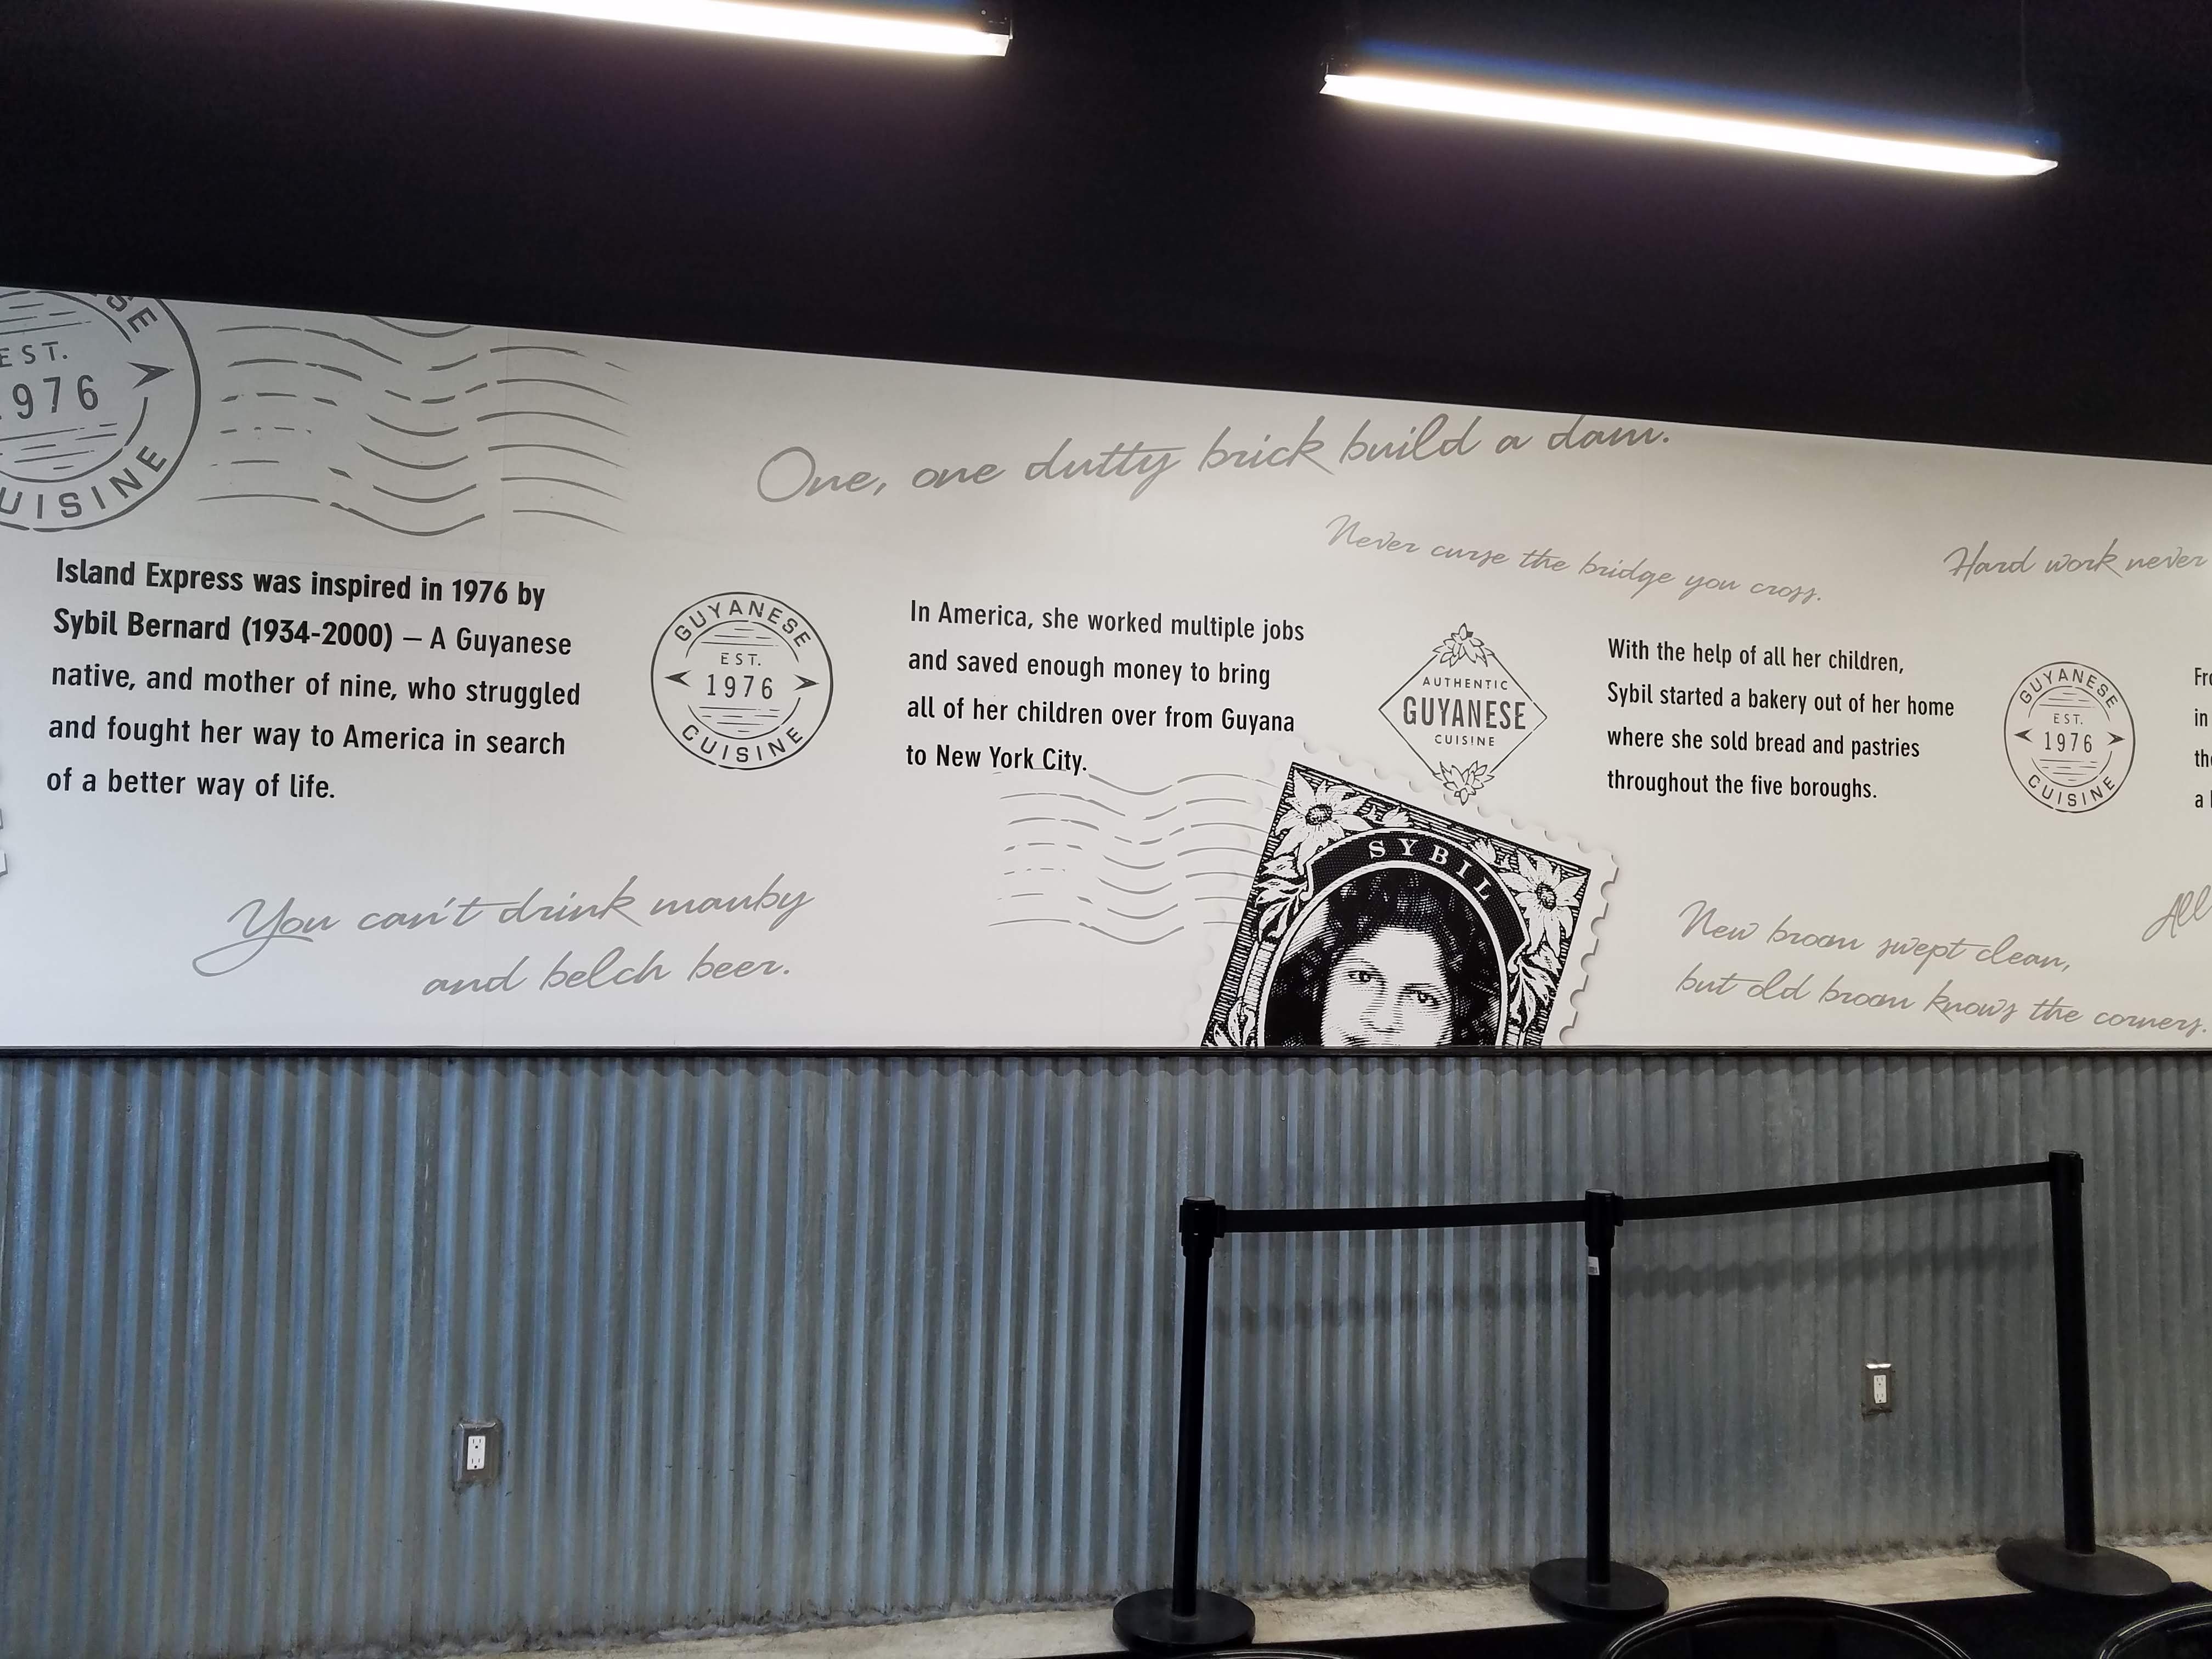 EST.
1976
CUISINE
One, one dutty brick build a dam.
Never curse the bridge you cross.
Hard work never
Island Express was inspired in 1976 by
Sybil Bernard (1934-2000) – A Guyanese
native, and mother of nine, who struggled
and fought her way to America in search
of a better way of life.
GUYANESE
EST.
1976
CUISINE
In America, she worked multiple jobs
and saved enough money to bring
all of her children over from Guyana
to New York City.
AUTHENTIC
GUYANESE
CUISINE
With the help of all her children,
Sybil started a bakery out of her home
where she sold bread and pastries
throughout the five boroughs.
GUYANESE
EST.
1976
CUISINE
in
a
You can't drink mauby
and belch beer.
SYBIL
New broom swept clean,
but old broom knows the corners.
All